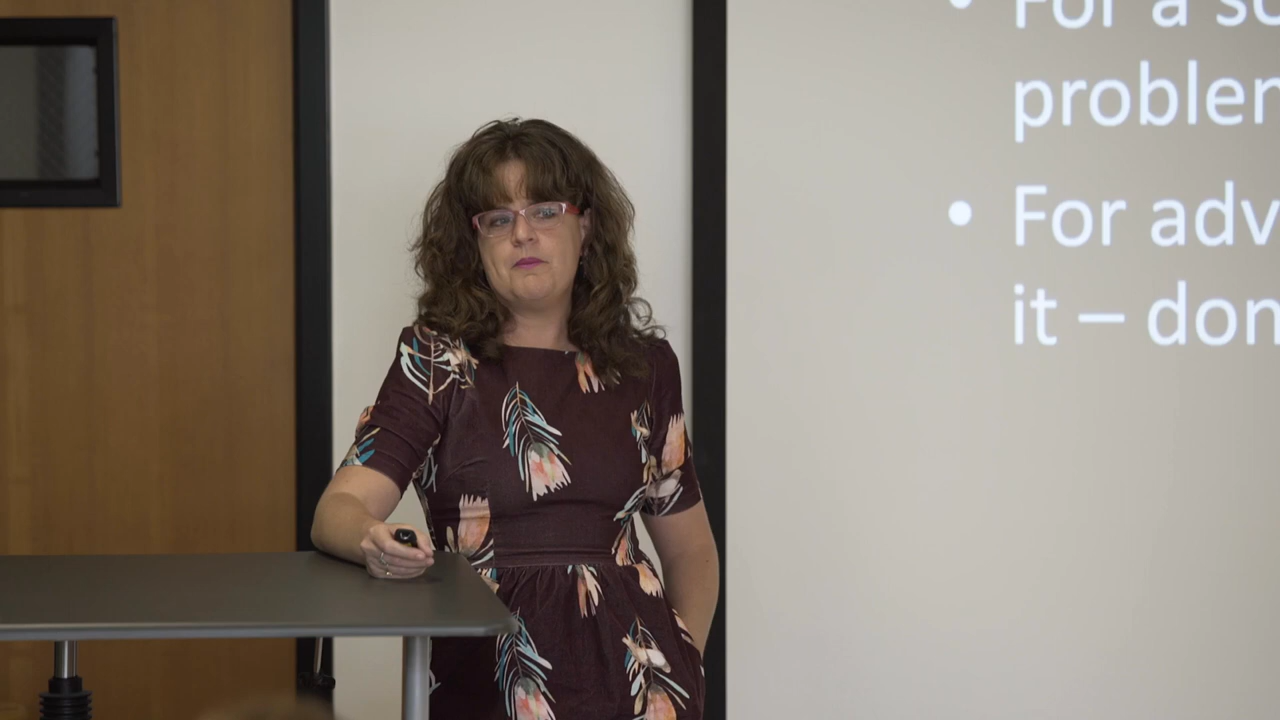 • For a
problem
• For adv
it – don